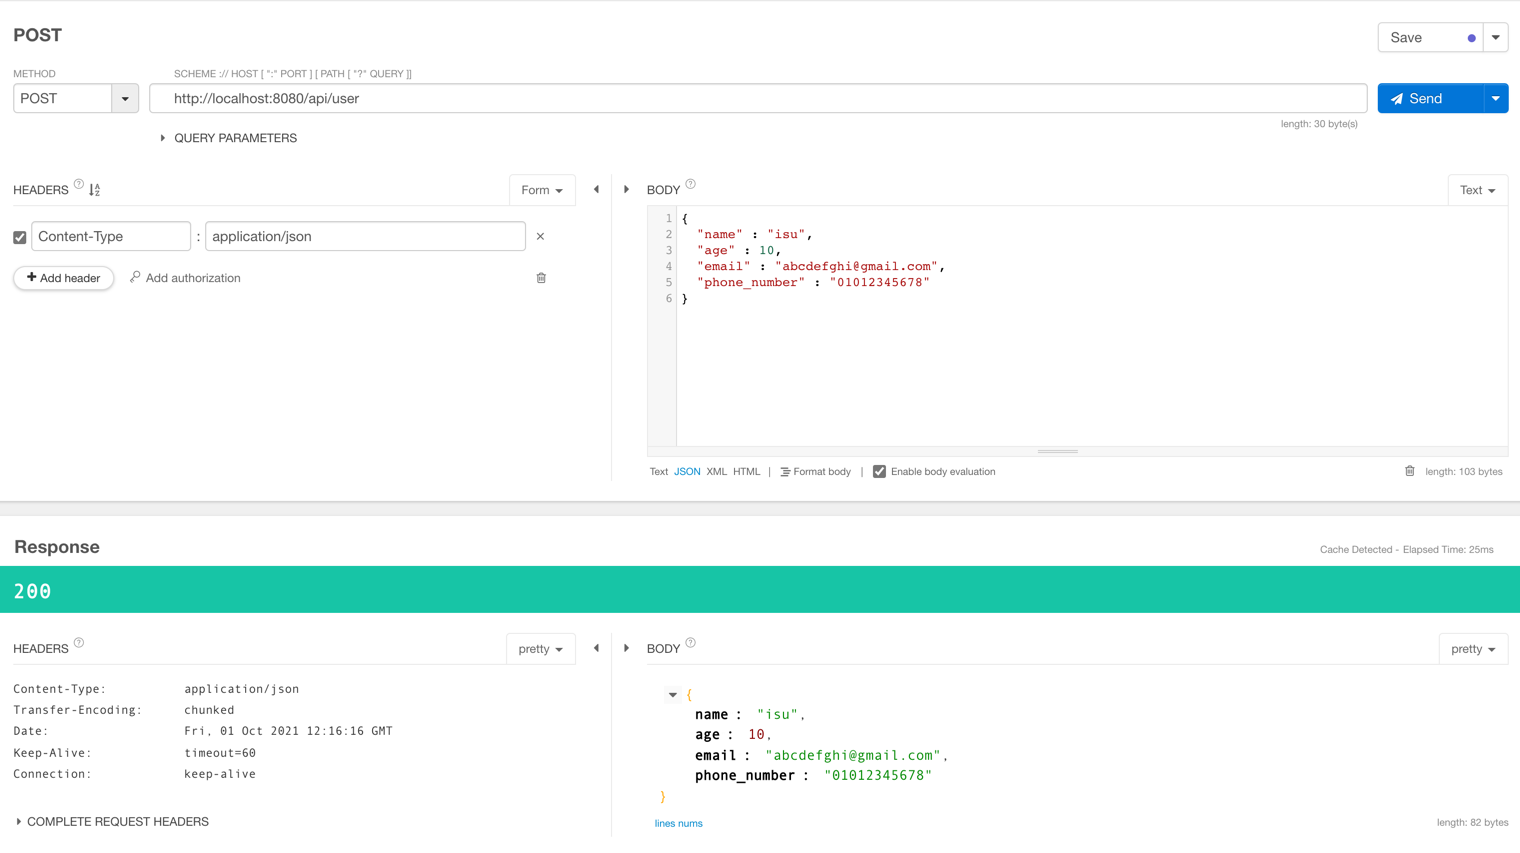 POST
Save
METHOD
SCHEME :// HOST [ ":" PORT ] [ PATH [ "?" QUERY ]]
POST
http://localhost:8080/api/user
Send
length: 30 byte(s)
QUERY PARAMETERS
HEADERS ?
Form
BODY ?
Text
Content-Type : application/json ×
+ Add header
Add authorization
1 {
2 "name" : "isu",
3 "age" : 10,
4 "email" : "abcdefghi@gmail.com",
5 "phone_number" : "01012345678"
6 }
Text JSON XML HTML | Format body | Enable body evaluation
length: 103 bytes
Response
Cache Detected - Elapsed Time: 25ms
200
HEADERS ?
pretty
BODY ?
pretty
Content-Type: application/json
Transfer-Encoding: chunked
Date: Fri, 01 Oct 2021 12:16:16 GMT
Keep-Alive: timeout=60
Connection: keep-alive
COMPLETE REQUEST HEADERS
{
name : "isu",
age : 10,
email : "abcdefghi@gmail.com",
phone_number : "01012345678"
}
lines nums
length: 82 bytes